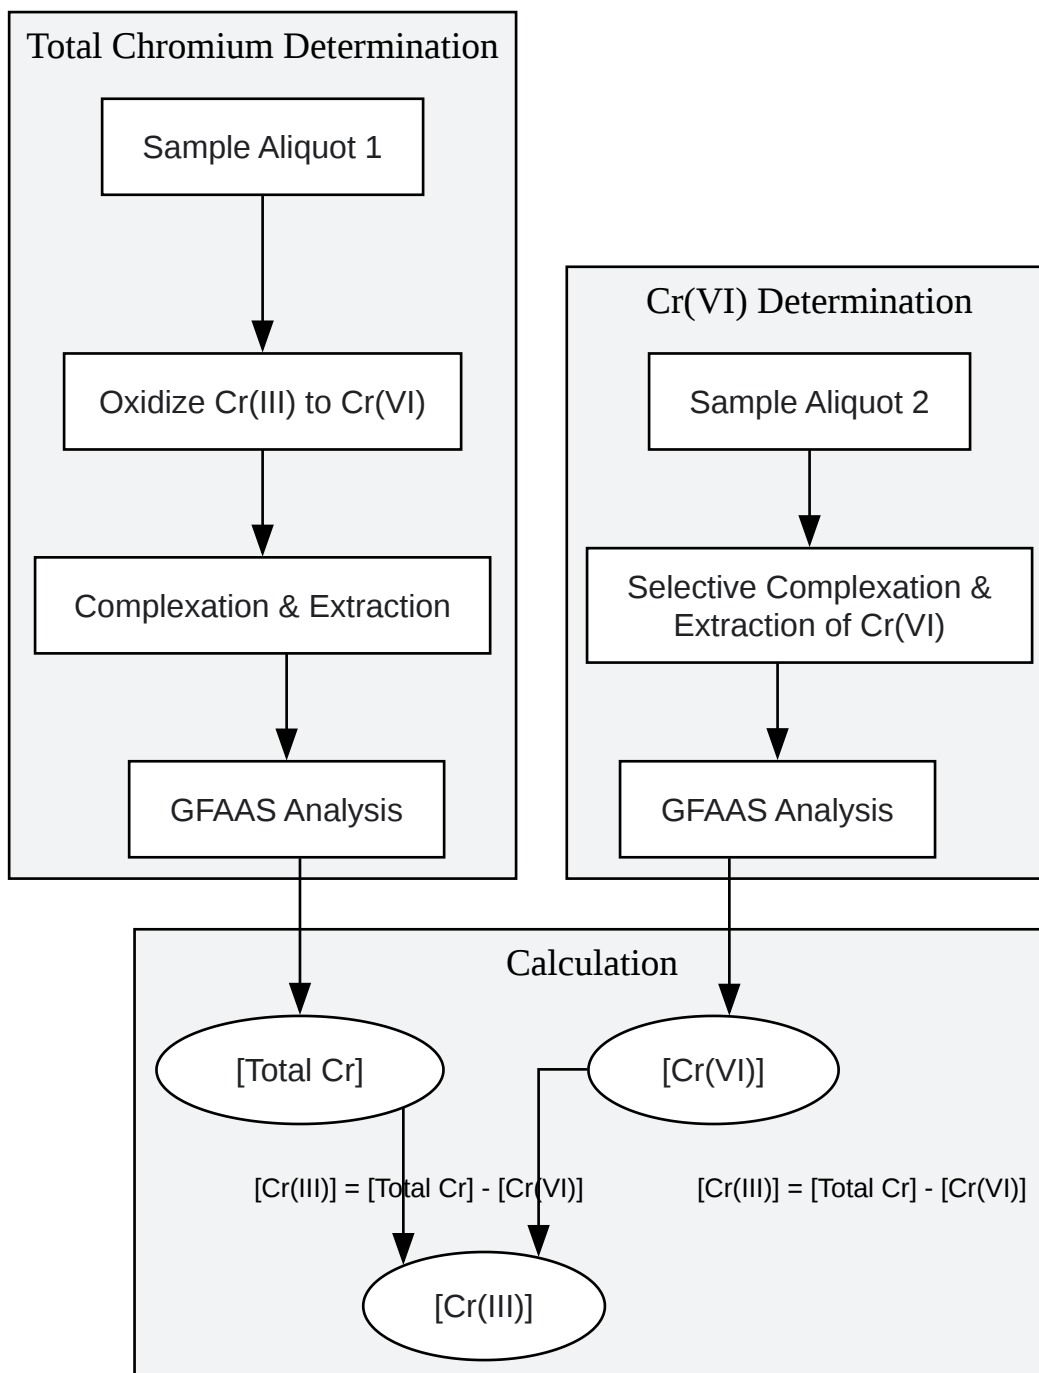 Total Chromium Determination
Sample Aliquot 1
Oxidize Cr(III) to Cr(VI)
Complexation & Extraction
GFAAS Analysis
Cr(VI) Determination
Sample Aliquot 2
Selective Complexation &
Extraction of Cr(VI)
GFAAS Analysis
Calculation
[Total Cr]
[Cr(VI)]
[Cr(III)] = [Total Cr] - [Cr(VI)]
[Cr(III)] = [Total Cr] - [Cr(VI)]
[Cr(III)]